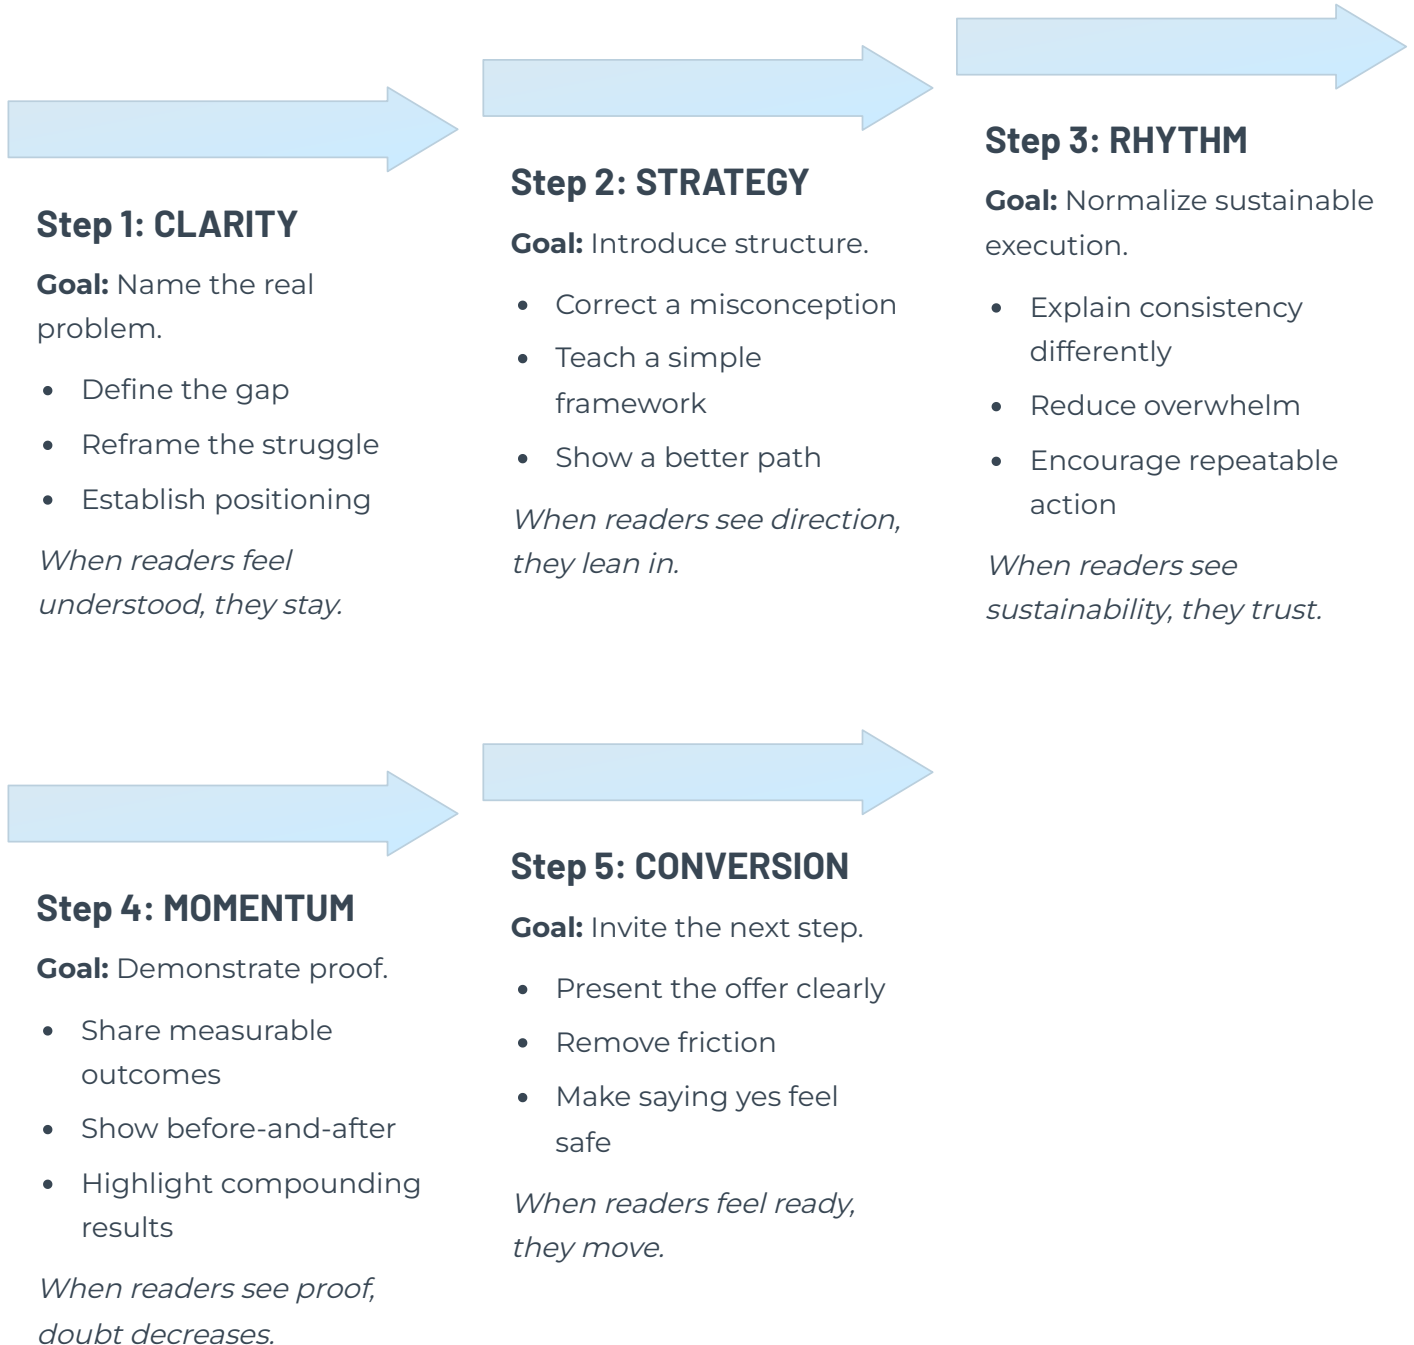 Step 1: CLARITY
Goal: Name the real
problem.
• Define the gap
• Reframe the struggle
• Establish positioning
When readers feel
understood, they stay.
Step 2: STRATEGY
Goal: Introduce structure.
• Correct a misconception
• Teach a simple
framework
• Show a better path
When readers see direction,
they lean in.
Step 3: RHYTHM
Goal: Normalize sustainable
execution.
• Explain consistency
differently
• Reduce overwhelm
• Encourage repeatable
action
When readers see
sustainability, they trust.
Step 4: MOMENTUM
Goal: Demonstrate proof.
• Share measurable
outcomes
• Show before-and-after
• Highlight compounding
results
When readers see proof,
doubt decreases.
Step 5: CONVERSION
Goal: Invite the next step.
• Present the offer clearly
• Remove friction
• Make saying yes feel
safe
When readers feel ready,
they move.